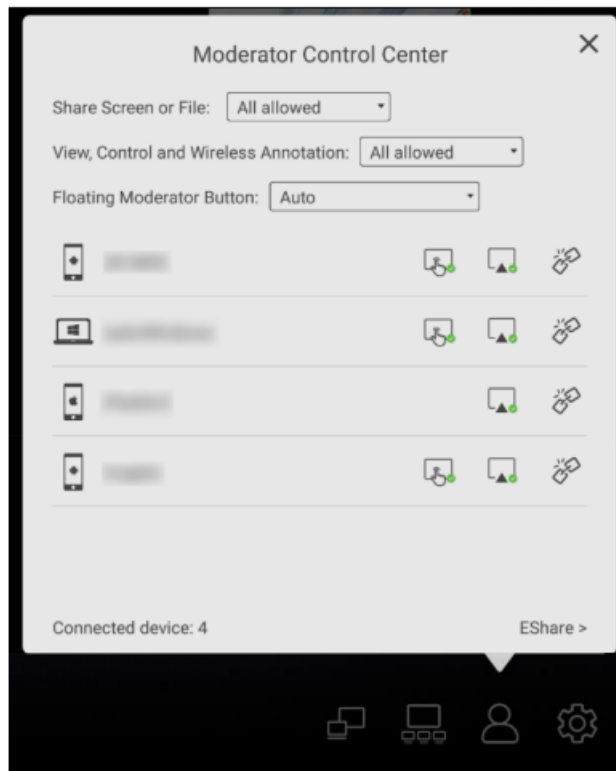 Moderator Control Center
Share Screen or File: All allowed
View, Control and Wireless Annotation: All allowed
Floating Moderator Button: Auto
Connected device: 4 EShare >